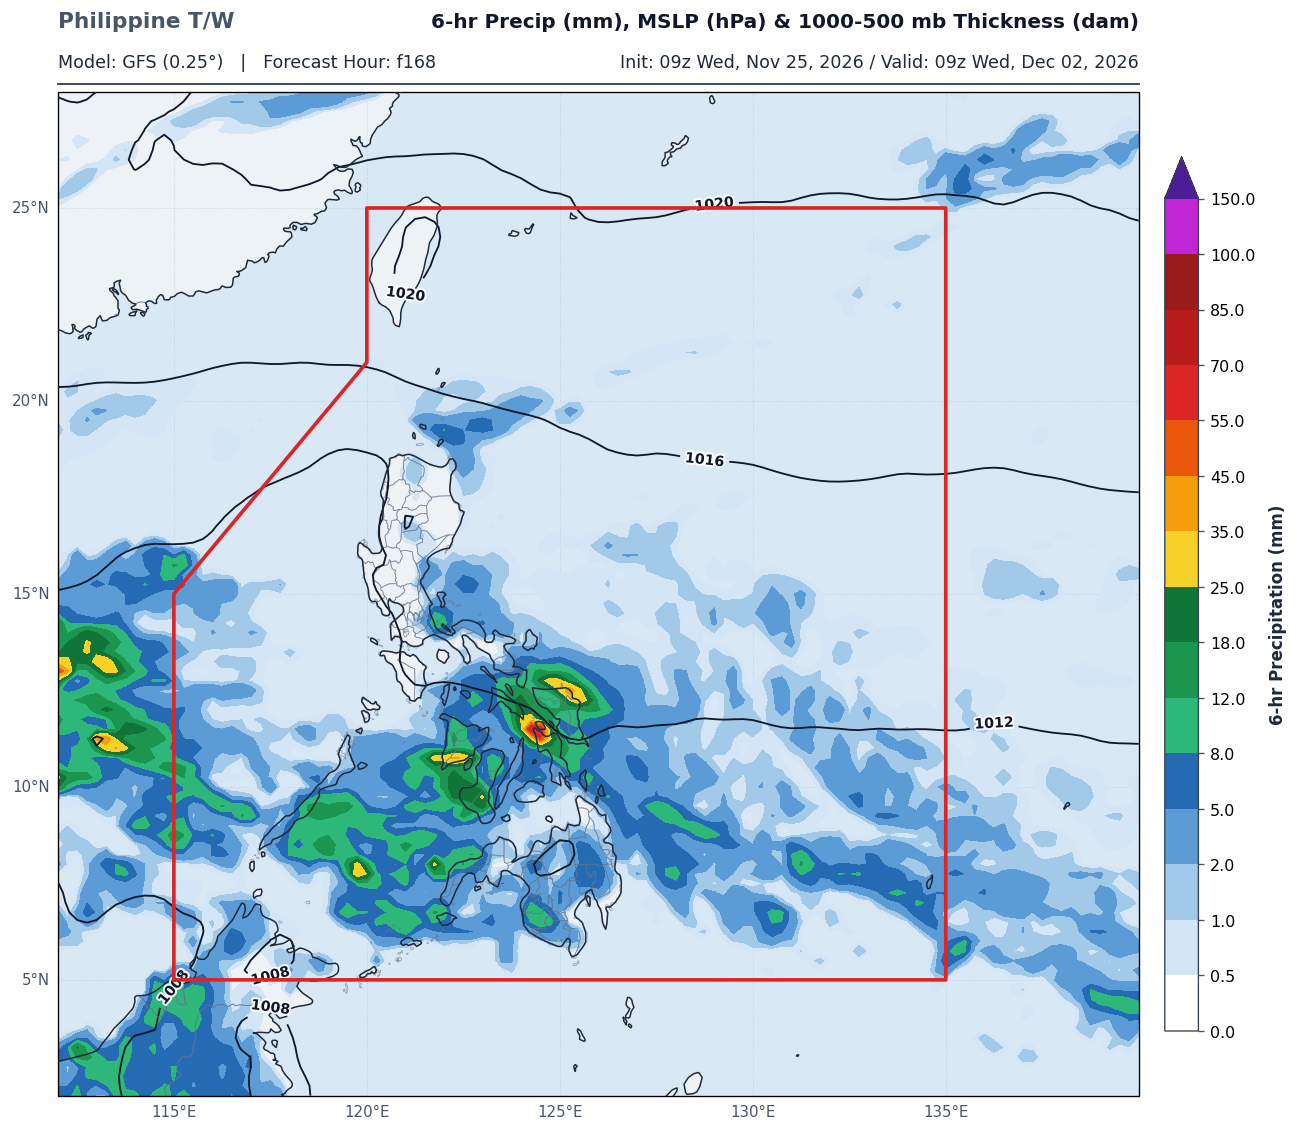 Philippine T/W
6-hr Precip (mm), MSLP (hPa) & 1000-500 mb Thickness (dam)
Model: GFS (0.25°) | Forecast Hour: f168
Init: 09z Wed, Nov 25, 2026 / Valid: 09z Wed, Dec 02, 2026
25°N
20°N
15°N
10°N
5°N
115°E
120°E
125°E
130°E
135°E
1020
1020
1016
1012
1008
1008
1008
150.0
100.0
85.0
70.0
55.0
45.0
35.0
25.0
18.0
12.0
8.0
5.0
2.0
1.0
0.5
0.0
6-hr Precipitation (mm)